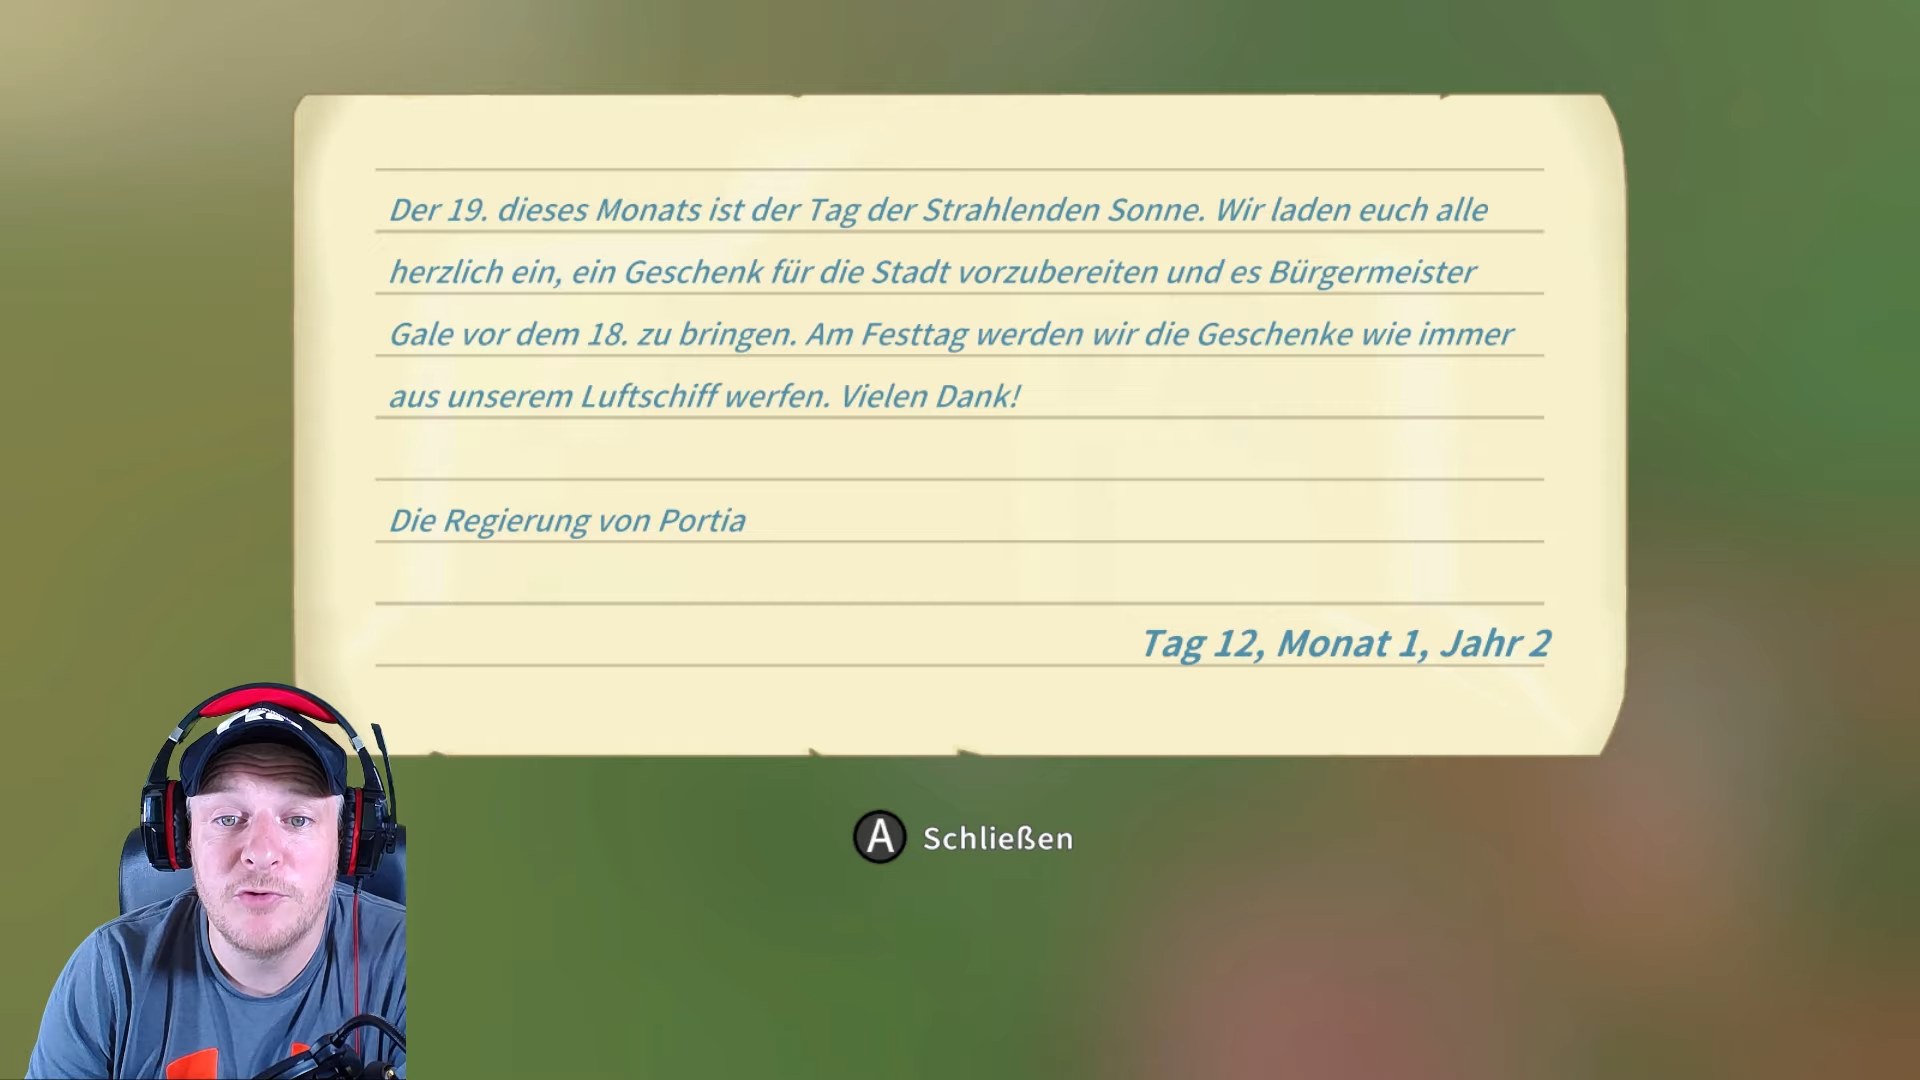 Der 19. dieses Monats ist der Tag der Strahlenden Sonne. Wir laden euch alle
herzlich ein, ein Geschenk für die Stadt vorzubereiten und es Bürgermeister
Gale vor dem 18. zu bringen. Am Festtag werden wir die Geschenke wie immer
aus unserem Luftschiff werfen. Vielen Dank!
Die Regierung von Portia
Tag 12, Monat 1, Jahr 2
A Schließen